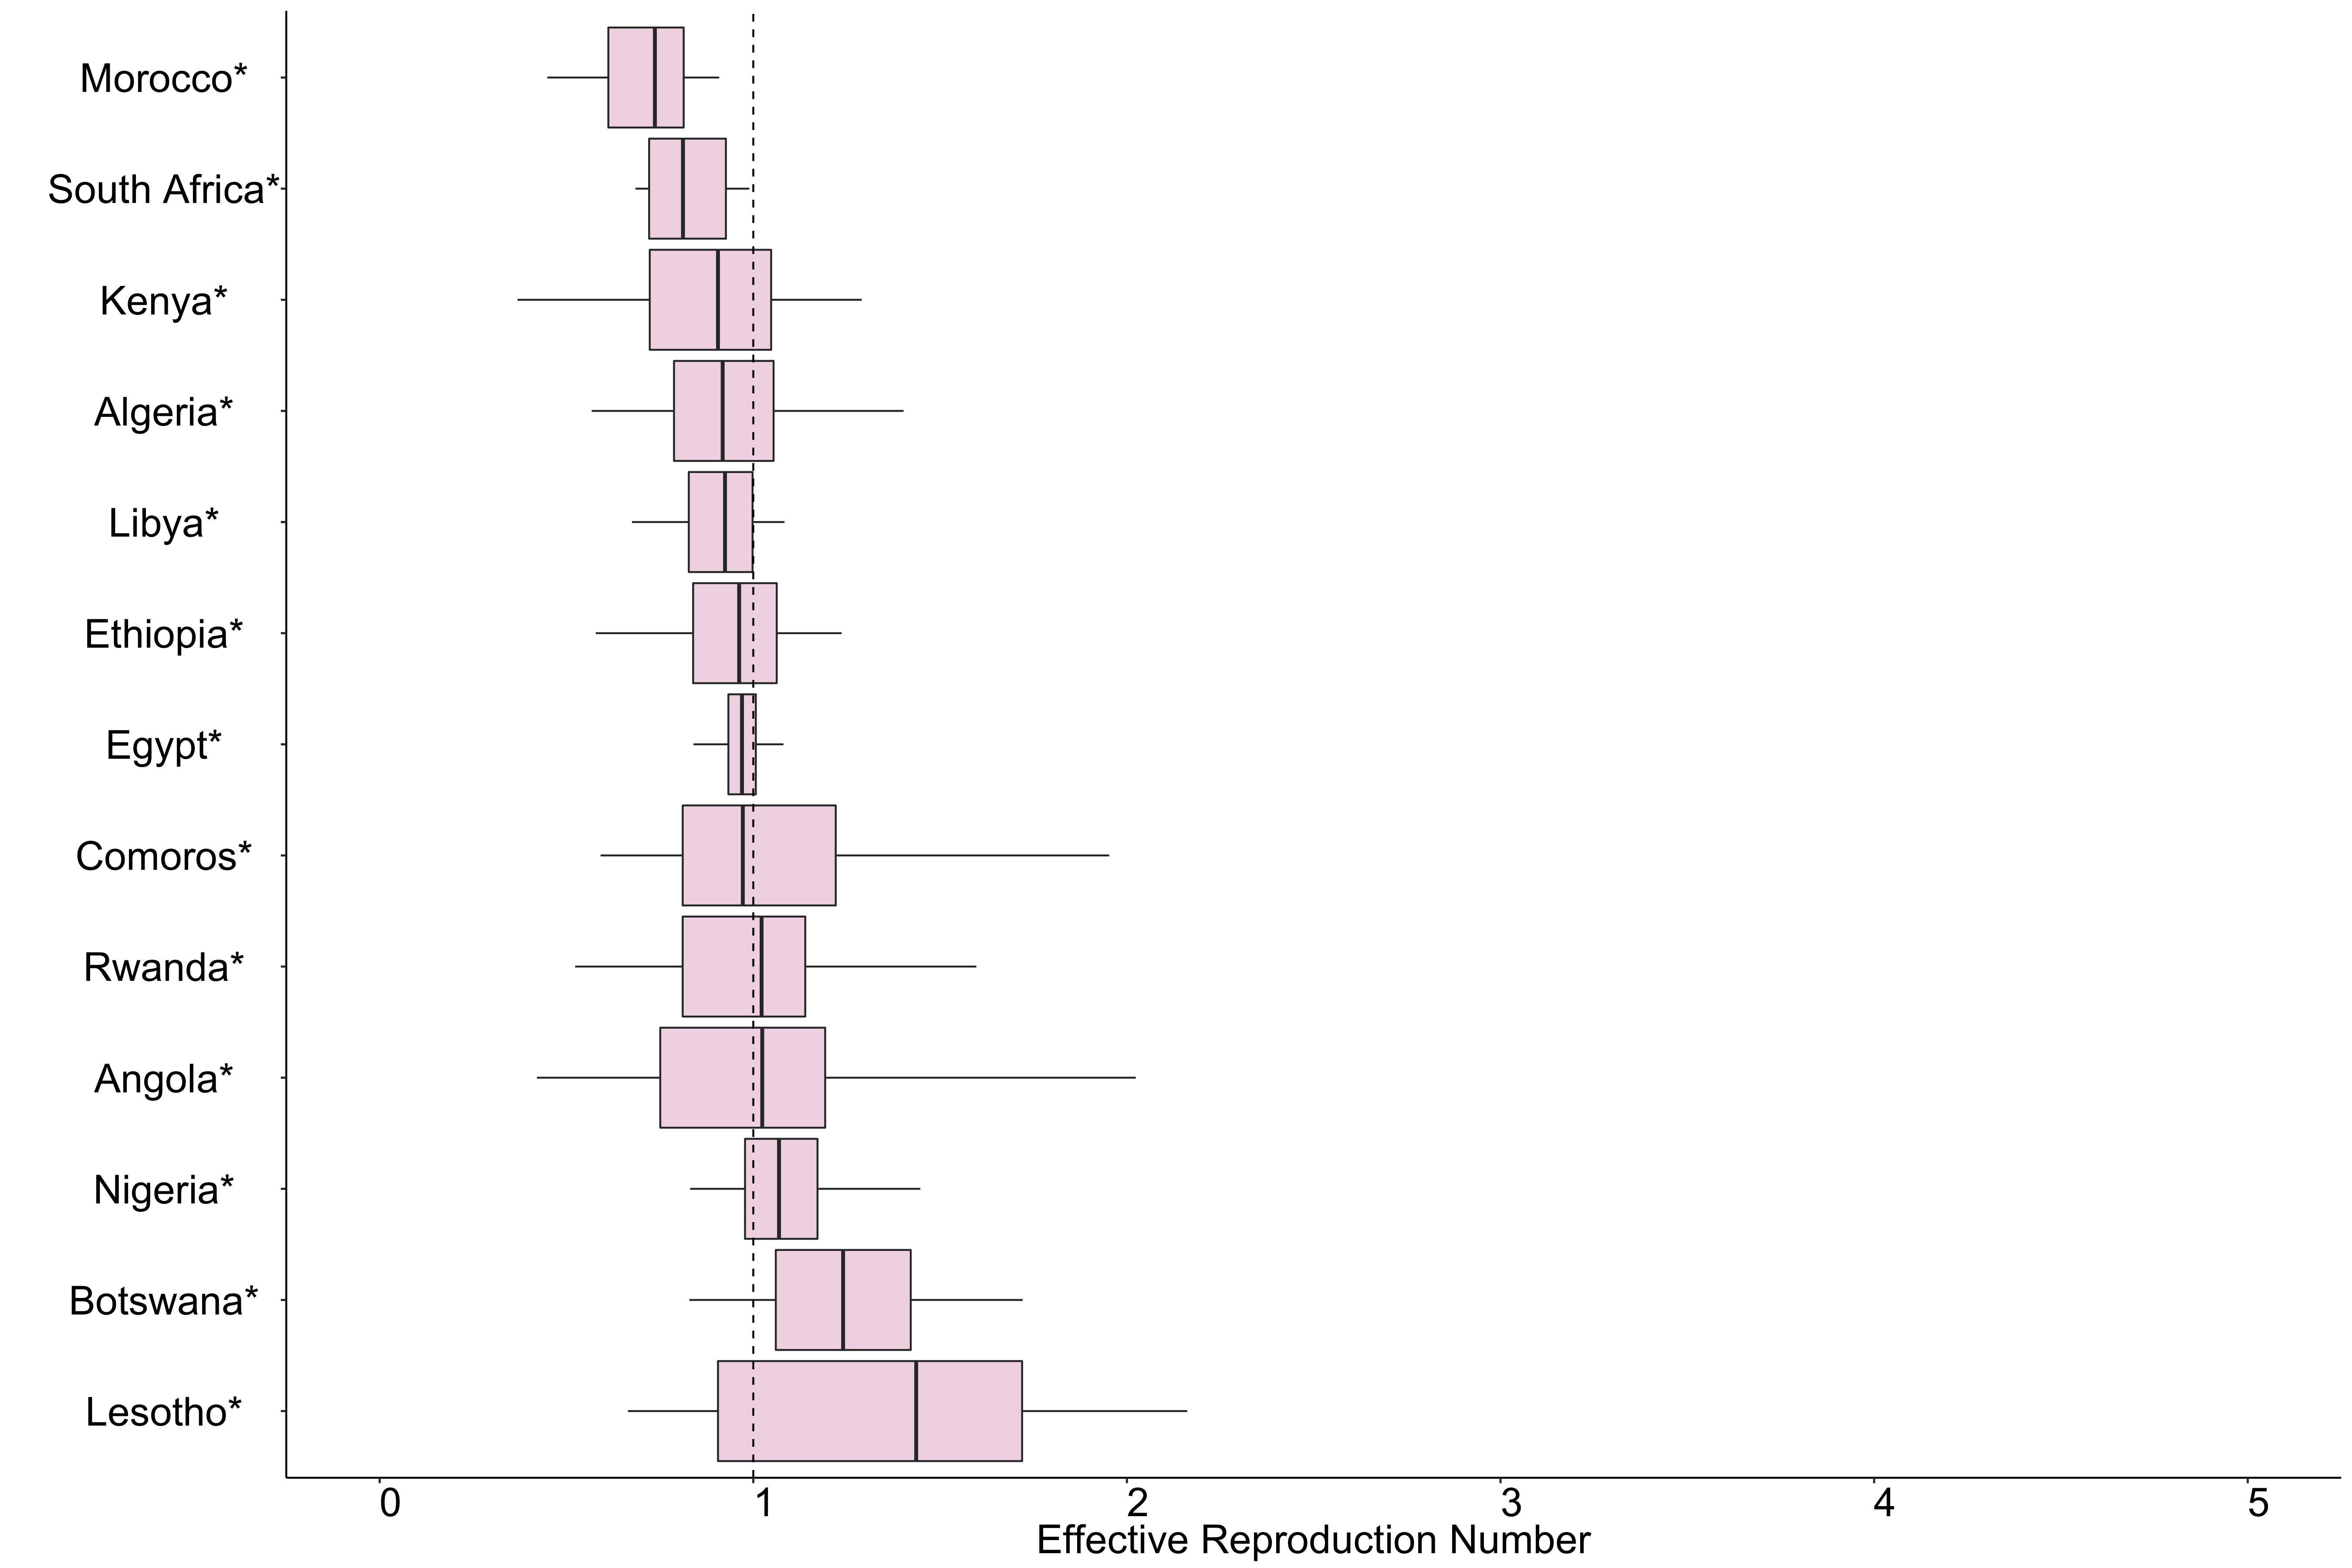 Morocco*
South Africa*
Kenya*
Algeria*
Libya*
Ethiopia*
Egypt*
Comoros*
Rwanda*
Angola*
Nigeria*
Botswana*
Lesotho*
0 1 2 3 4 5
Effective Reproduction Number